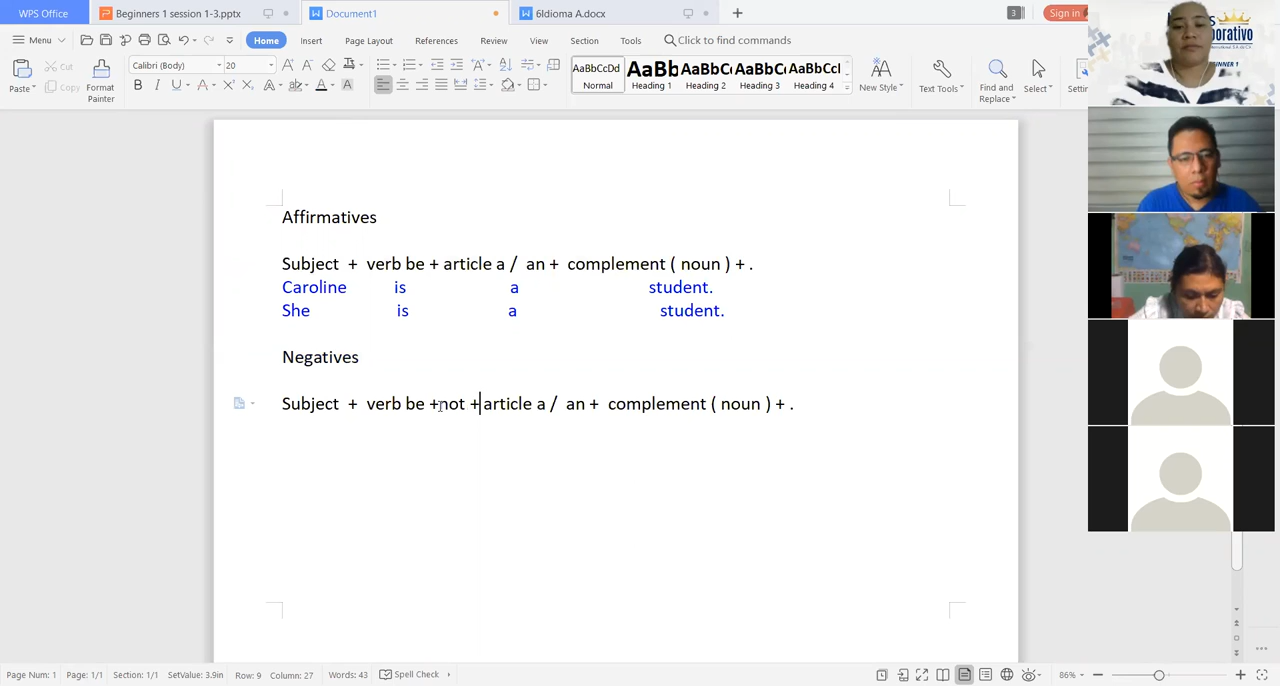 WPS Office
Beginners 1 session 1-3.pptx
Document1
6Idioma A.docx
3
Sign in
Menu
Home
Insert
Page Layout
References
Review
View
Section
Tools
Click to find commands
Paste
Cut
Copy
Format Painter
Calibri (Body)
20
AaBbCcDd
Normal
AaBb
Heading 1
AaBbC
Heading 2
AaBbC
Heading 3
AaBbCcl
Heading 4
New Style
Text Tools
Find and Replace
Select
Affirmatives
Subject + verb be + article a / an + complement ( noun ) + .
Caroline is a student.
She is a student.
Negatives
Subject + verb be +not + article a / an + complement ( noun ) + .
Page Num: 1
Page: 1/1
Section: 1/1
SetValue: 3.9in
Row: 9
Column: 27
Words: 43
Spell Check
86%